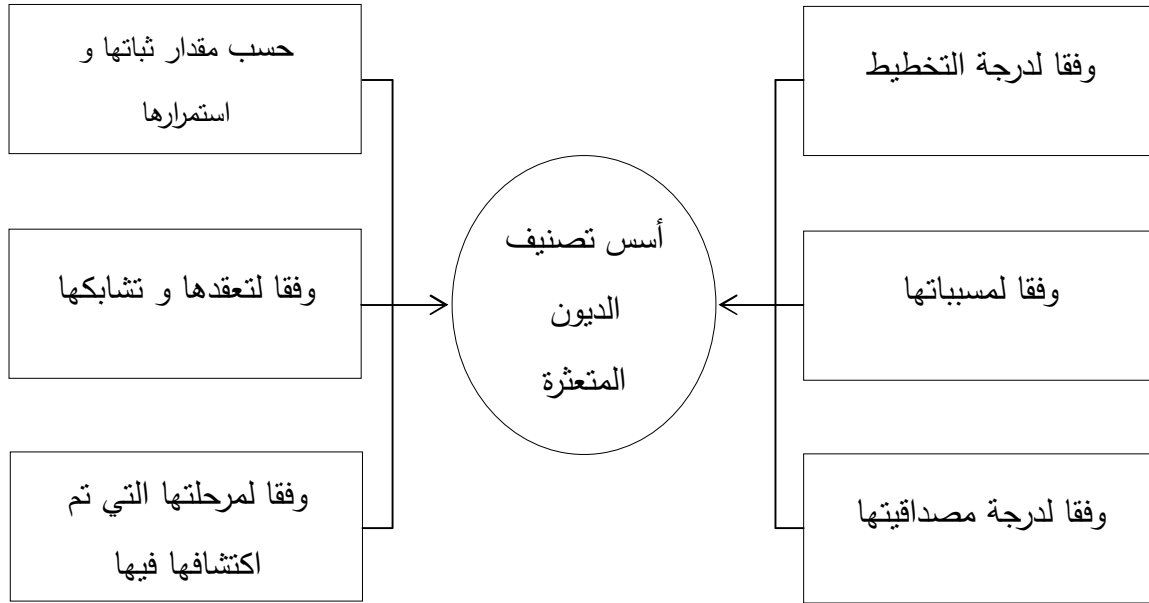 وفقا لدرجة التخطيط
وفقا لمسبباتها
وفقا لدرجة مصداقيتها
أسس تصنيف
الديون
المتعثرة
حسب مقدار ثباتها و
استمرارها
وفقا لتعقدها و تشابكها
وفقا لمرحلتها التي تم
اكتشافها فيها